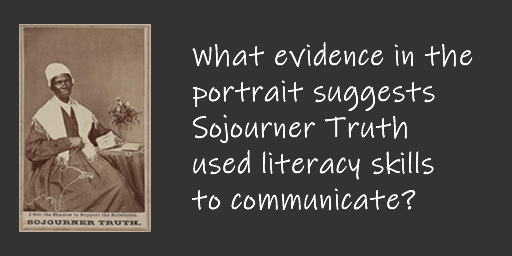 What evidence in the
portrait suggests
Sojourner Truth
used literacy skills
to communicate?
I Sell the Shadow to Support the Substance.
SOJOURNER TRUTH.